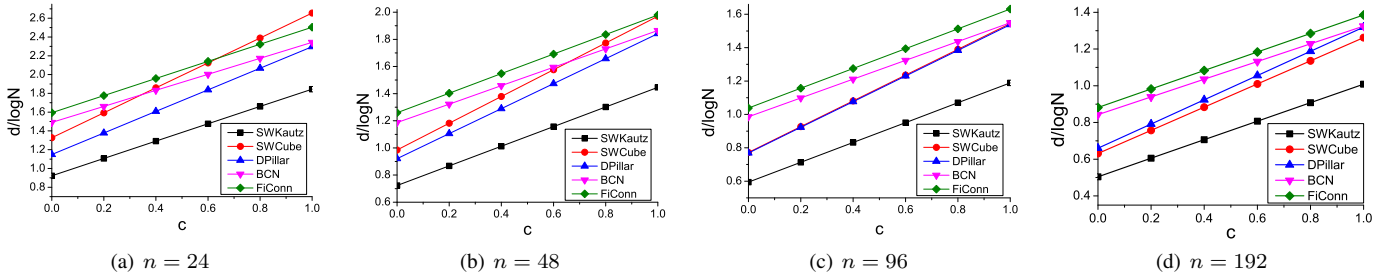 d/logN
2.6
2.4
2.2
2.0
1.8
1.6
1.4
1.2
1.0
0.8
0.0 0.2 0.4 0.6 0.8 1.0
c
SWKautz
SWCube
DPillar
BCN
FiConn
(a) n = 24
d/logN
2.0
1.8
1.6
1.4
1.2
1.0
0.8
0.6
0.0 0.2 0.4 0.6 0.8 1.0
c
SWKautz
SWCube
DPillar
BCN
FiConn
(b) n = 48
d/logN
1.6
1.4
1.2
1.0
0.8
0.6
0.0 0.2 0.4 0.6 0.8 1.0
c
SWKautz
SWCube
DPillar
BCN
FiConn
(c) n = 96
d/logN
1.4
1.2
1.0
0.8
0.6
0.4
0.0 0.2 0.4 0.6 0.8 1.0
c
SWKautz
SWCube
DPillar
BCN
FiConn
(d) n = 192